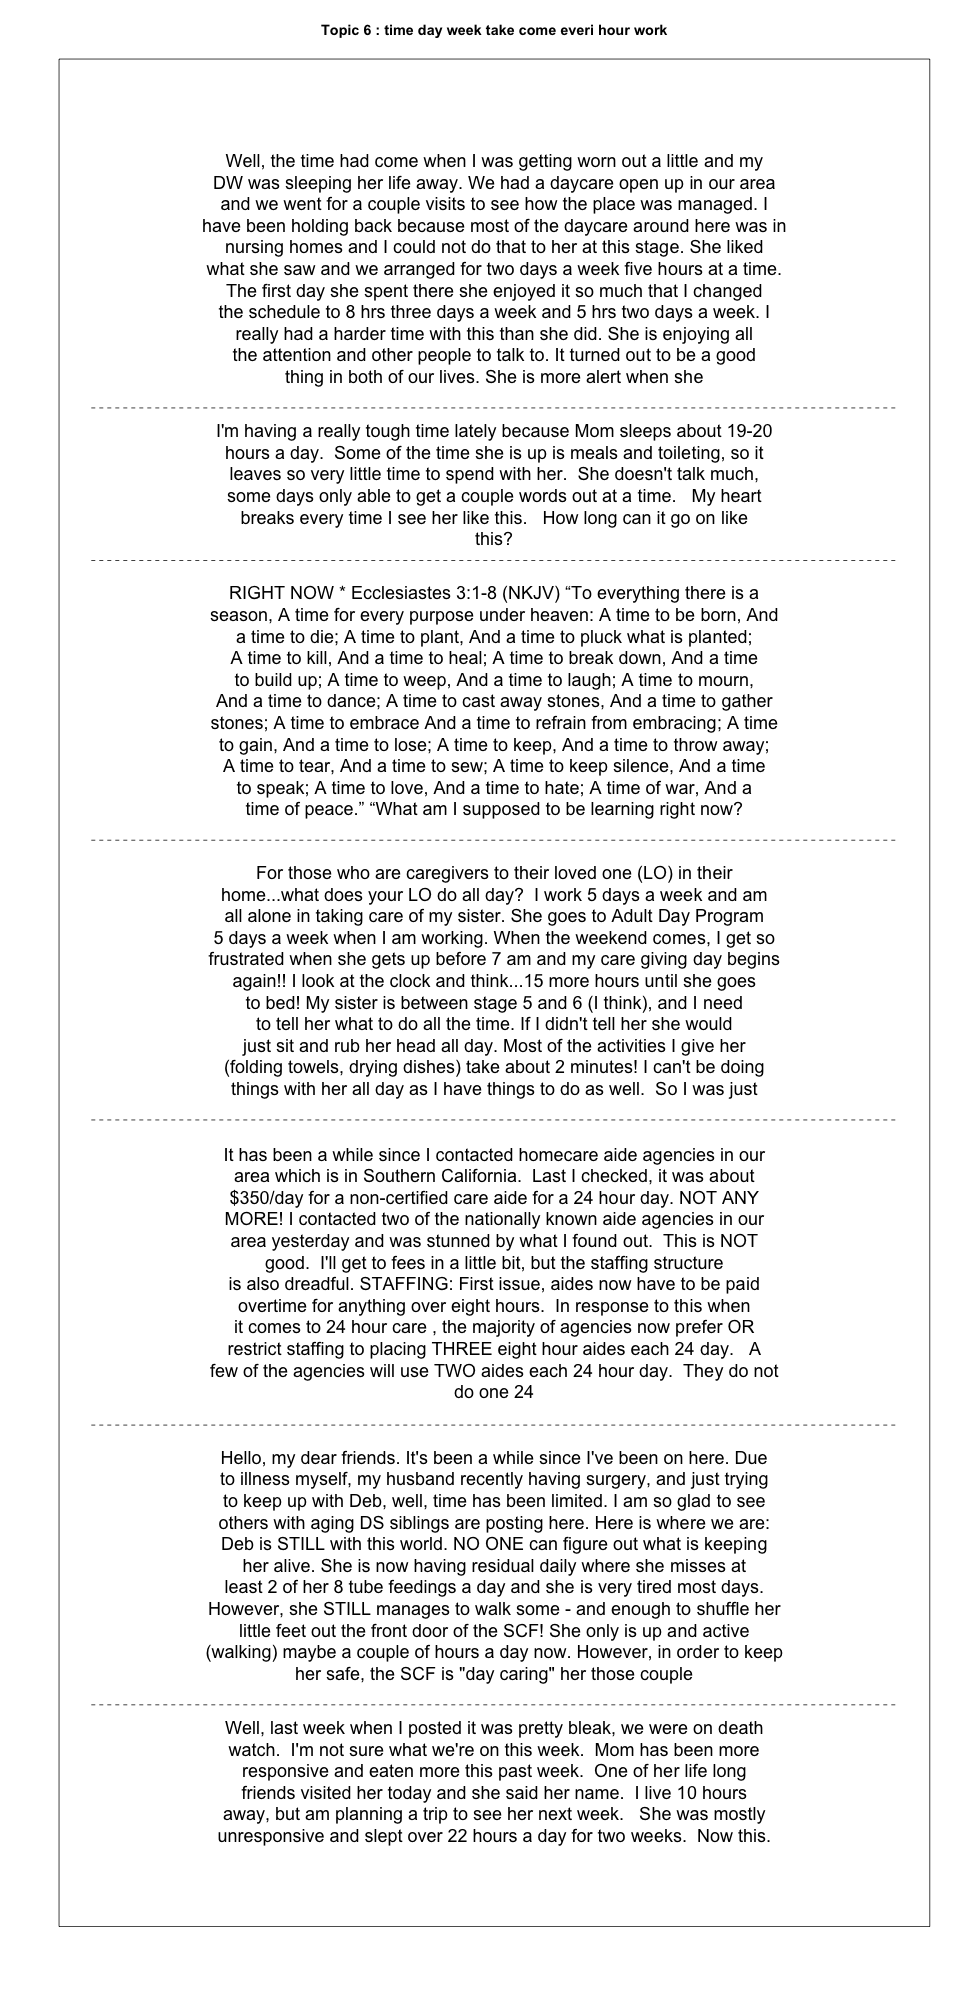 Topic 6 : time day week take come everi hour work
Well, the time had come when I was getting worn out a little and my
DW was sleeping her life away. We had a daycare open up in our area
and we went for a couple visits to see how the place was managed. I
have been holding back because most of the daycare around here was in
nursing homes and I could not do that to her at this stage. She liked
what she saw and we arranged for two days a week five hours at a time.
The first day she spent there she enjoyed it so much that I changed
the schedule to 8 hrs three days a week and 5 hrs two days a week. I
really had a harder time with this than she did. She is enjoying all
the attention and other people to talk to. It turned out to be a good
thing in both of our lives. She is more alert when she
I'm having a really tough time lately because Mom sleeps about 19-20
hours a day.  Some of the time she is up is meals and toileting, so it
leaves so very little time to spend with her.  She doesn't talk much,
some days only able to get a couple words out at a time.   My heart
breaks every time I see her like this.   How long can it go on like
this?
RIGHT NOW * Ecclesiastes 3:1-8 (NKJV) “To everything there is a
season, A time for every purpose under heaven: A time to be born, And
a time to die; A time to plant, And a time to pluck what is planted;
A time to kill, And a time to heal; A time to break down, And a time
to build up; A time to weep, And a time to laugh; A time to mourn,
And a time to dance; A time to cast away stones, And a time to gather
stones; A time to embrace And a time to refrain from embracing; A time
to gain, And a time to lose; A time to keep, And a time to throw away;
A time to tear, And a time to sew; A time to keep silence, And a time
to speak; A time to love, And a time to hate; A time of war, And a
time of peace.” “What am I supposed to be learning right now?
For those who are caregivers to their loved one (LO) in their
home...what does your LO do all day?  I work 5 days a week and am
all alone in taking care of my sister. She goes to Adult Day Program
5 days a week when I am working. When the weekend comes, I get so
frustrated when she gets up before 7 am and my care giving day begins
again!! I look at the clock and think...15 more hours until she goes
to bed! My sister is between stage 5 and 6 (I think), and I need
to tell her what to do all the time. If I didn't tell her she would
just sit and rub her head all day. Most of the activities I give her
(folding towels, drying dishes) take about 2 minutes! I can't be doing
things with her all day as I have things to do as well.  So I was just
It has been a while since I contacted homecare aide agencies in our
area which is in Southern California.  Last I checked, it was about
$350/day for a non-certified care aide for a 24 hour day. NOT ANY
MORE! I contacted two of the nationally known aide agencies in our
area yesterday and was stunned by what I found out.  This is NOT
good.  I'll get to fees in a little bit, but the staffing structure
is also dreadful. STAFFING: First issue, aides now have to be paid
overtime for anything over eight hours.  In response to this when
it comes to 24 hour care , the majority of agencies now prefer OR
restrict staffing to placing THREE eight hour aides each 24 day.   A
few of the agencies will use TWO aides each 24 hour day.  They do not
do one 24
Hello, my dear friends. It's been a while since I've been on here. Due
to illness myself, my husband recently having surgery, and just trying
to keep up with Deb, well, time has been limited. I am so glad to see
others with aging DS siblings are posting here. Here is where we are:
Deb is STILL with this world. NO ONE can figure out what is keeping
her alive. She is now having residual daily where she misses at
least 2 of her 8 tube feedings a day and she is very tired most days.
However, she STILL manages to walk some - and enough to shuffle her
little feet out the front door of the SCF! She only is up and active
(walking) maybe a couple of hours a day now. However, in order to keep
her safe, the SCF is "day caring" her those couple
Well, last week when I posted it was pretty bleak, we were on death
watch.  I'm not sure what we're on this week.  Mom has been more
responsive and eaten more this past week.  One of her life long
friends visited her today and she said her name.  I live 10 hours
away, but am planning a trip to see her next week.   She was mostly
unresponsive and slept over 22 hours a day for two weeks.  Now this.